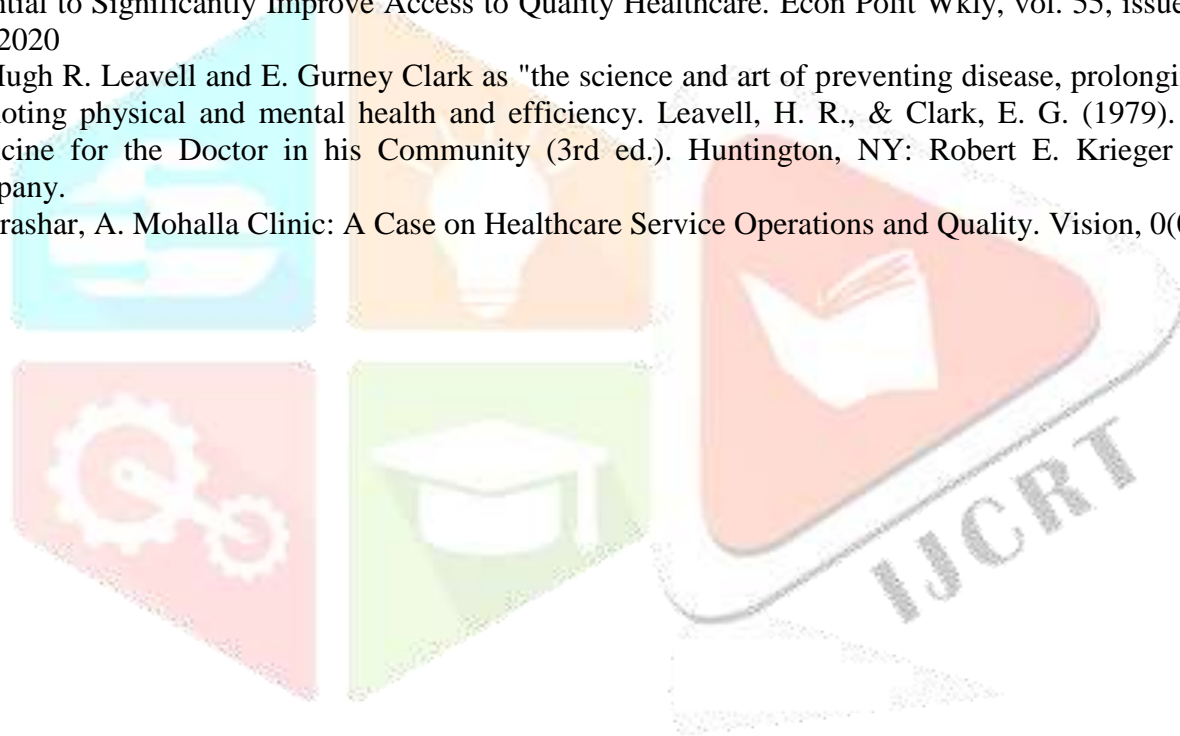 ntial to Significantly Improve Access to Quality Healthcare. Econ Polit Wkly, vol. 55, issue
2020
Hugh R. Leavell and E. Gurney Clark as "the science and art of preventing disease, prolongi
noting physical and mental health and efficiency. Leavell, H. R., & Clark, E. G. (1979).
icine for the Doctor in his Community (3rd ed.). Huntington, NY: Robert E. Krieger
pany.
rashar, A. Mohalla Clinic: A Case on Healthcare Service Operations and Quality. Vision, 0(0
IJCRT